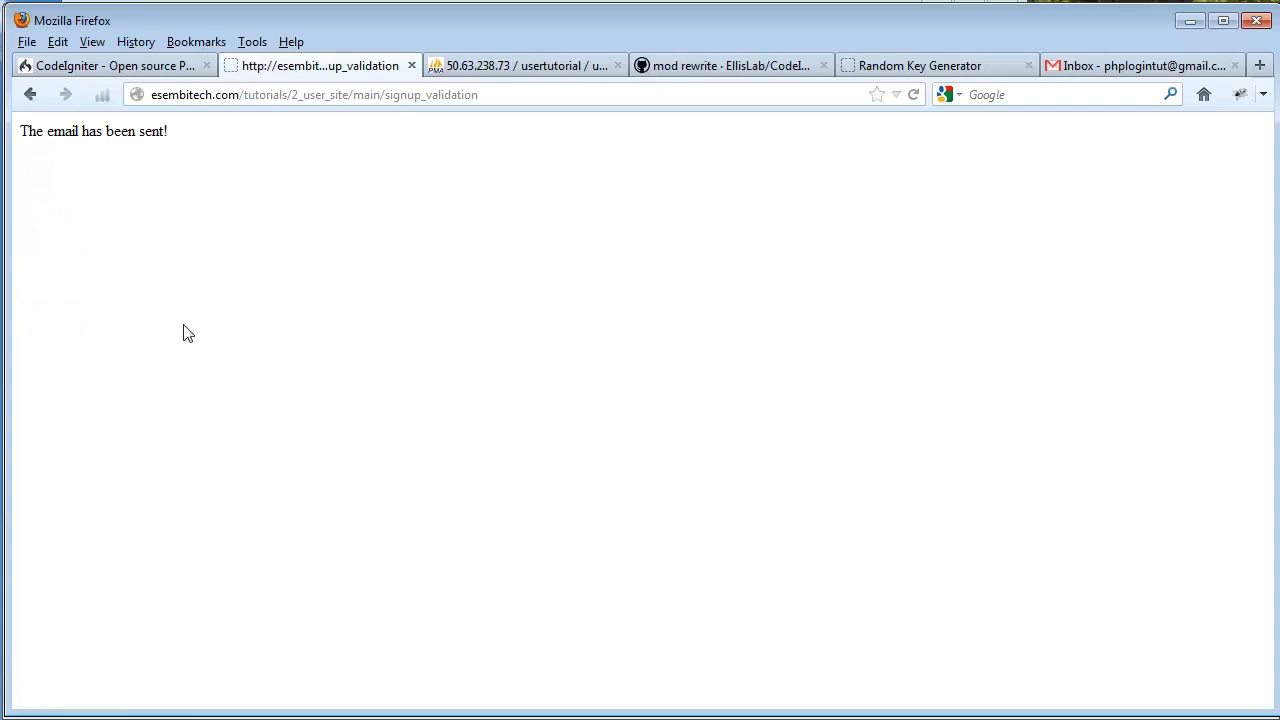 Mozilla Firefox
File Edit View History Bookmarks Tools Help
CodeIgniter - Open source P... http://esembit...up_validation PMA 50.63.238.73 / usertutorial / u... mod rewrite · EllisLab/CodeI... Random Key Generator Inbox - phplogintut@gmail.c...
esembitech.com/tutorials/2_user_site/main/signup_validation Google
The email has been sent!